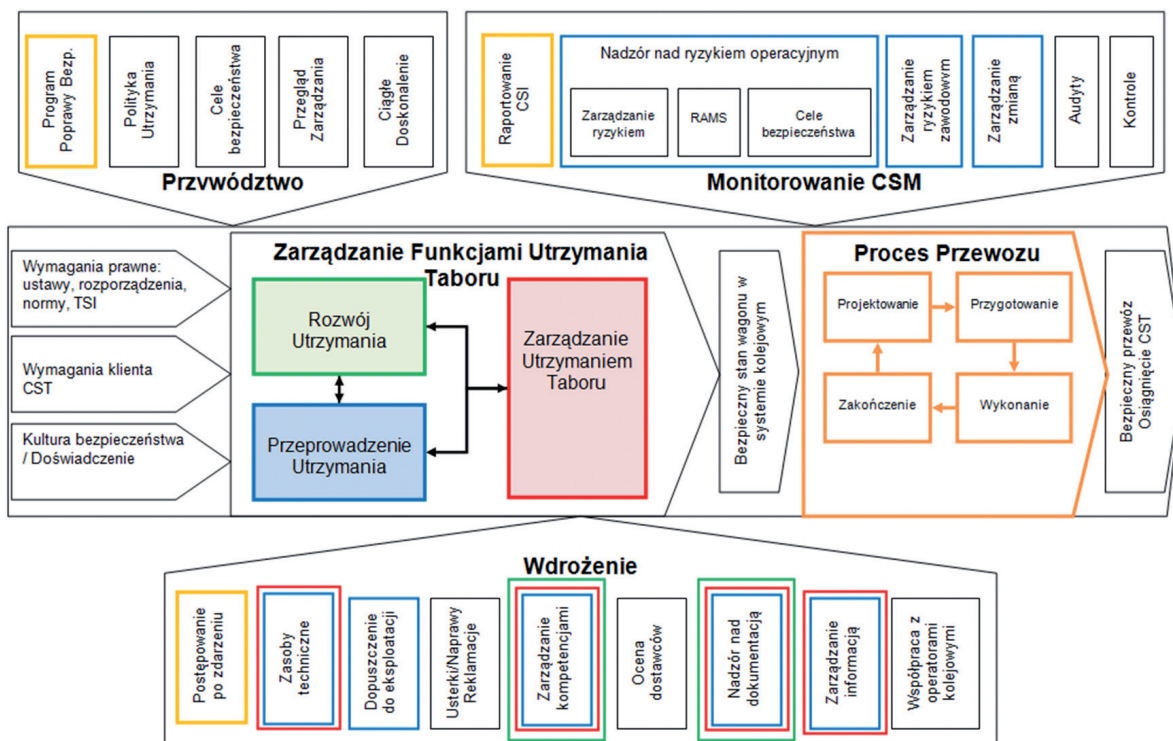 Program
Poprawy Bezp.
Polityka
Utrzymania
Cele
bezpieczeństwa
Przegląd
Zarządzania
Ciągłe
Doskonalenie
Przvwództwo
Raportowanie
CSI
Nadzór nad ryzykiem operacyjnym
Zarządzanie
ryzykiem
RAMS
Cele
bezpieczeństwa
Zarządzanie
ryzykiem
zawodowym
Zarządzanie
zmianą
Audyty
Kontrole
Monitorowanie CSM
Wymagania prawne:
ustawy, rozporządzenia,
normy, TSI
Wymagania klienta
CST
Kultura bezpieczeństwa
/ Doświadczenie
Zarządzanie Funkcjami Utrzymania
Taboru
Rozwój
Utrzymania
Przeprowadzenie
Utrzymania
Zarządzanie
Utrzymaniem
Taboru
Bezpieczny stan wagonu w
systemie kolejowym
Proces Przewozu
Projektowanie
Przygotowanie
Zakończenie
Wykonanie
Bezpieczny przewóz
Osiągnięcie CST
Wdrożenie
Postępowanie
po zdarzeniu
Zasoby
techniczne
Dopuszczenie
do eksploatacji
Usterki/Naprawy
Reklamacje
Zarządzanie
kompetencjami
Ocena
dostawców
Nadzór nad
dokumentacją
Zarządzanie
informacją
Współpraca z
operatorami
kolejowymi